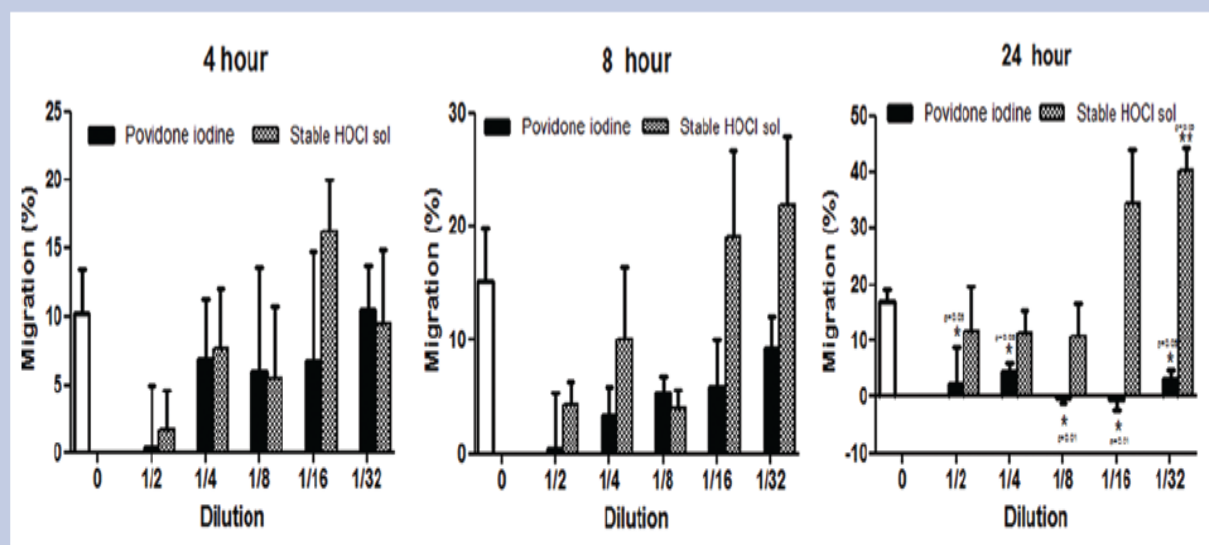 4 hour
25
20
15
10
5
0
Migration (%)
Povidone iodine
Stable HOCl sol
0 1/2 1/4 1/8 1/16 1/32
Dilution
8 hour
30
20
10
0
Migration (%)
Povidone iodine
Stable HOCl sol
0 1/2 1/4 1/8 1/16 1/32
Dilution
24 hour
50
40
30
20
10
0
-10
Migration (%)
Povidone iodine
Stable HOCl sol
*
*
*
p=0.01
*
p=0.01
*
**
0 1/2 1/4 1/8 1/16 1/32
Dilution